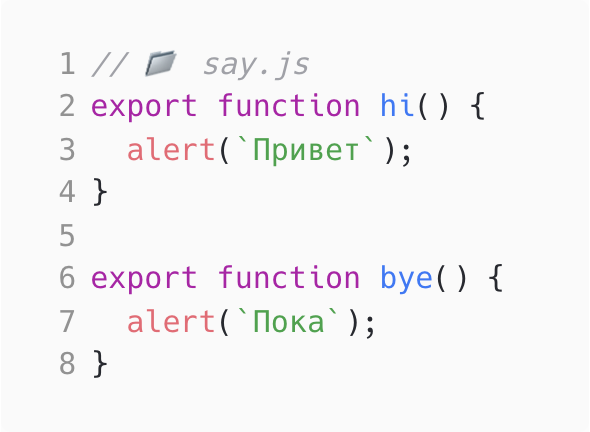 1 // 📁 say.js
2 export function hi() {
3   alert(`Привет`);
4 }
5
6 export function bye() {
7   alert(`Пока`);
8 }